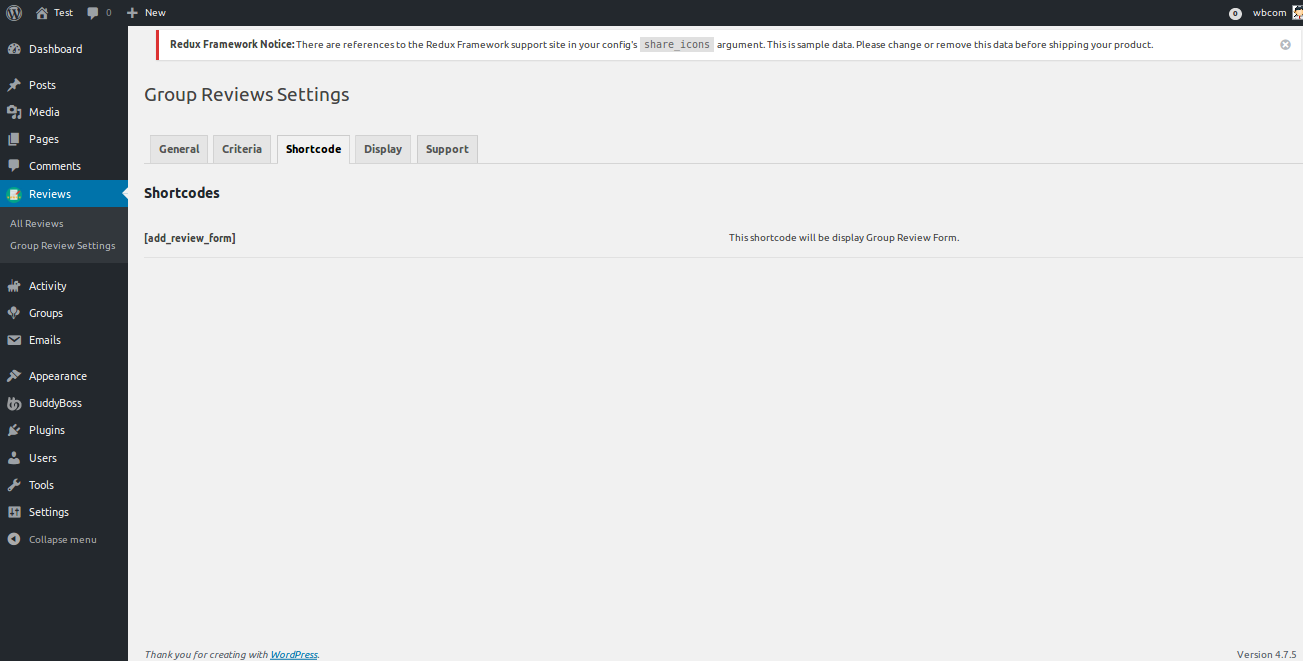 Test 0 New 0 wbcom
Dashboard
Posts
Media
Pages
Comments
Reviews
All Reviews
Group Review Settings
Activity
Groups
Emails
Appearance
BuddyBoss
Plugins
Users
Tools
Settings
Collapse menu
Redux Framework Notice: There are references to the Redux Framework support site in your config's share_icons argument. This is sample data. Please change or remove this data before shipping your product.
Group Reviews Settings
General Criteria Shortcode Display Support
Shortcodes
[add_review_form] This shortcode will be display Group Review Form.
Thank you for creating with WordPress. Version 4.7.5